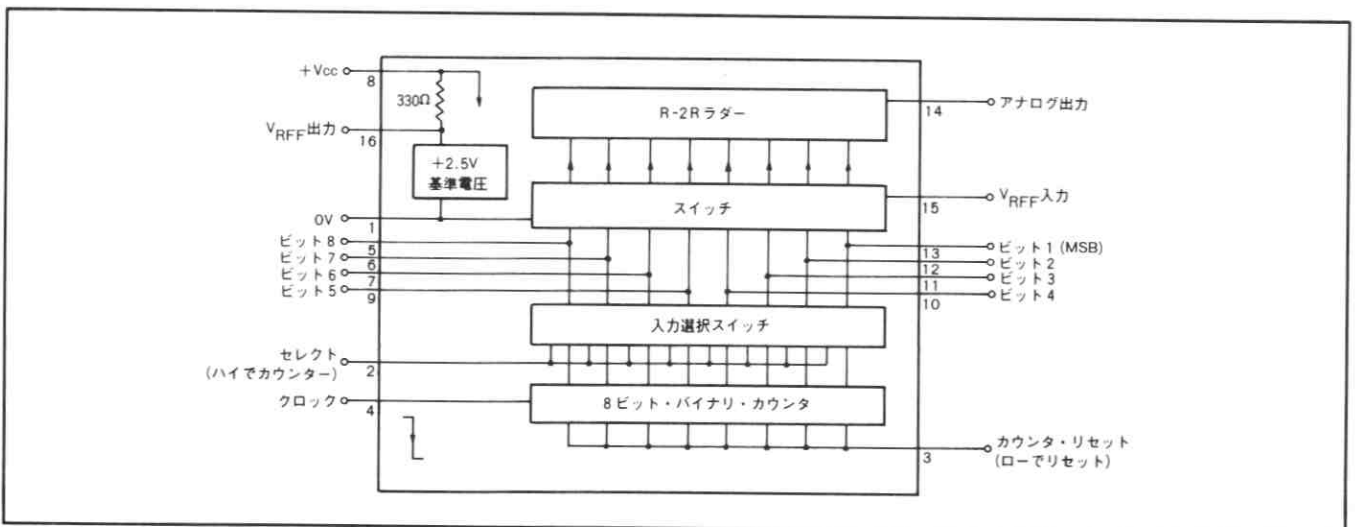 +Vcc
8
330Ω
VRFF出力
16
+2.5V
基準電圧
0V
1
ビット8
5
ビット7
6
ビット6
7
ビット5
9
セレクト
(ハイでカウンター)
2
クロック
4
R-2Rラダー
スイッチ
入力選択スイッチ
8ビット・バイナリ・カウンタ
14
アナログ出力
15
VRFF入力
13
ビット1 (MSB)
12
ビット2
11
ビット3
10
ビット4
3
カウンタ・リセット
(ローでリセット)